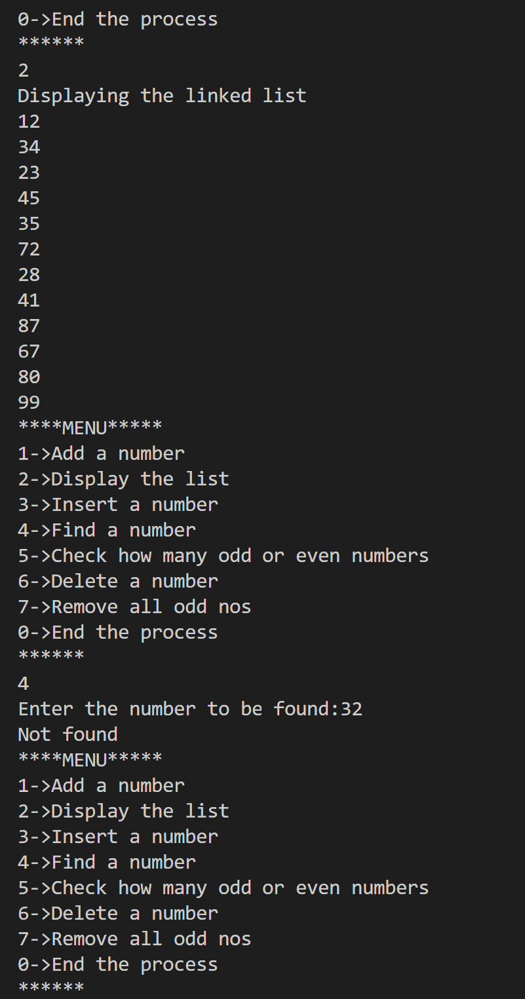 0->End the process
******
2
Displaying the linked list
12
34
23
45
35
72
28
41
87
67
80
99
****MENU*****
1->Add a number
2->Display the list
3->Insert a number
4->Find a number
5->Check how many odd or even numbers
6->Delete a number
7->Remove all odd nos
0->End the process
******
4
Enter the number to be found:32
Not found
****MENU*****
1->Add a number
2->Display the list
3->Insert a number
4->Find a number
5->Check how many odd or even numbers
6->Delete a number
7->Remove all odd nos
0->End the process
******